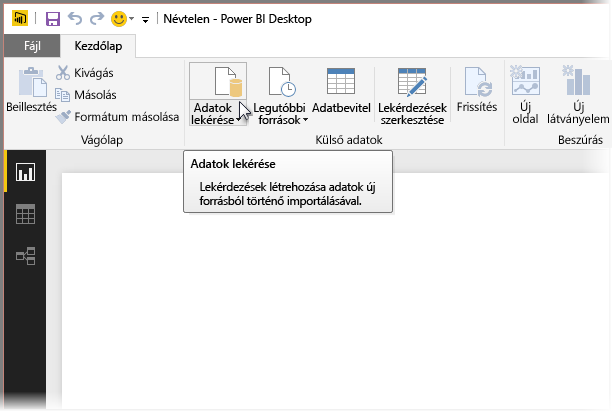 Névtelen - Power BI Desktop
Fájl
Kezdőlap
Beillesztés
Kivágás
Másolás
Formátum másolása
Vágólap
Adatok
lekérése
Legutóbbi
források
Adatbevitel
Lekérdezések
szerkesztése
Külső adatok
Frissítés
Új
oldal
Új
látványelem
Beszúrás
Adatok lekérése
Lekérdezések létrehozása adatok új
forrásból történő importálásával.